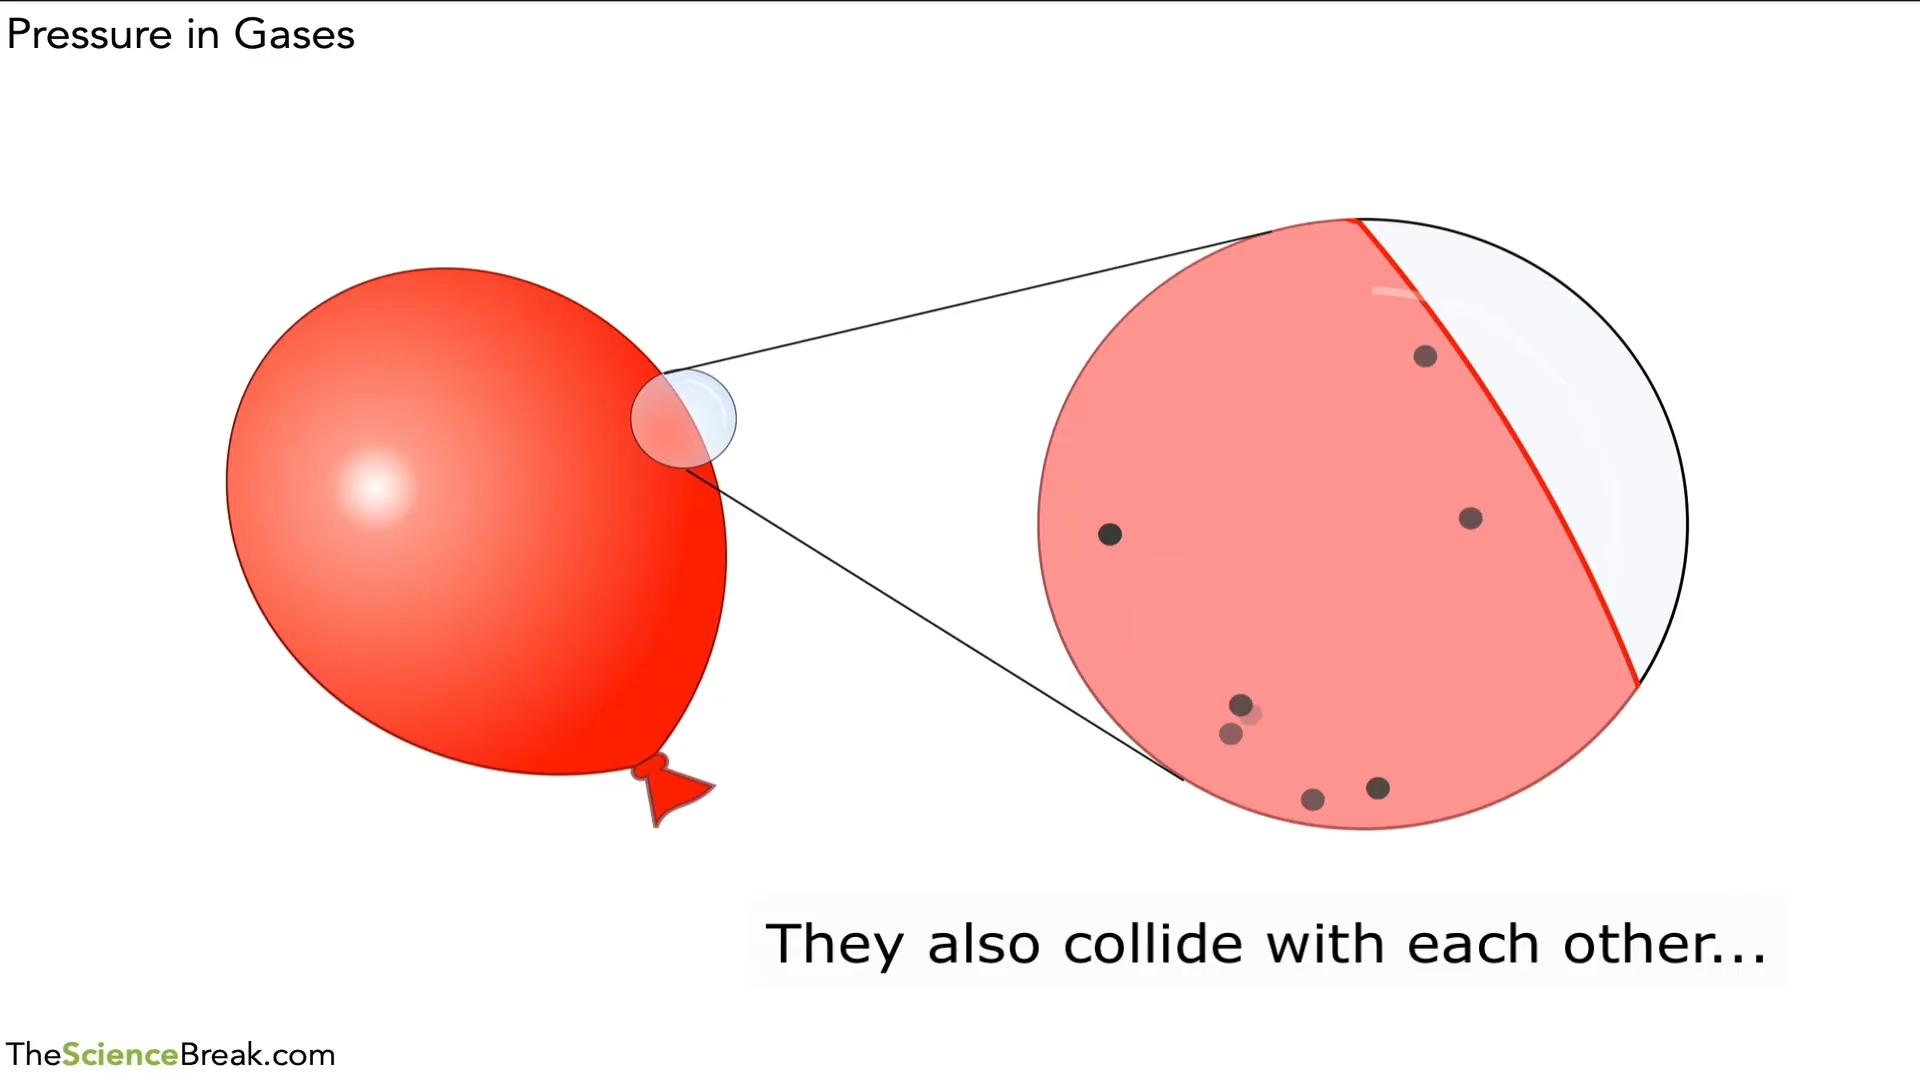 Pressure in Gases
They also collide with each other...
TheScienceBreak.com